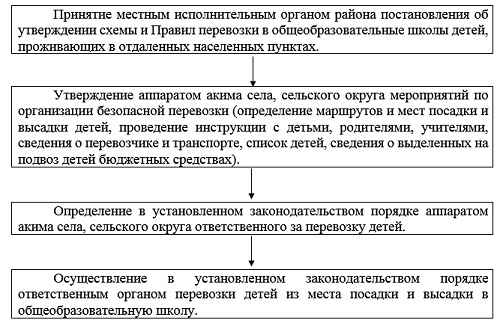 Принятие местным исполнительным органом района постановления об
утверждении схемы и Правил перевозки в общеобразовательные школы детей,
проживающих в отдаленных населенных пунктах.
Утверждение аппаратом акима села, сельского округа мероприятий по
организации безопасной перевозки (определение маршрутов и мест посадки и
высадки детей, проведение инструкции с детьми, родителями, учителями,
сведения о перевозчике и транспорте, список детей, сведения о выделенных на
подвоз детей бюджетных средствах).
Определение в установленном законодательством порядке аппаратом
акима села, сельского округа ответственного за перевозку детей.
Осуществление в установленном законодательством порядке
ответственным органом перевозки детей из места посадки и высадки в
общеобразовательную школу.